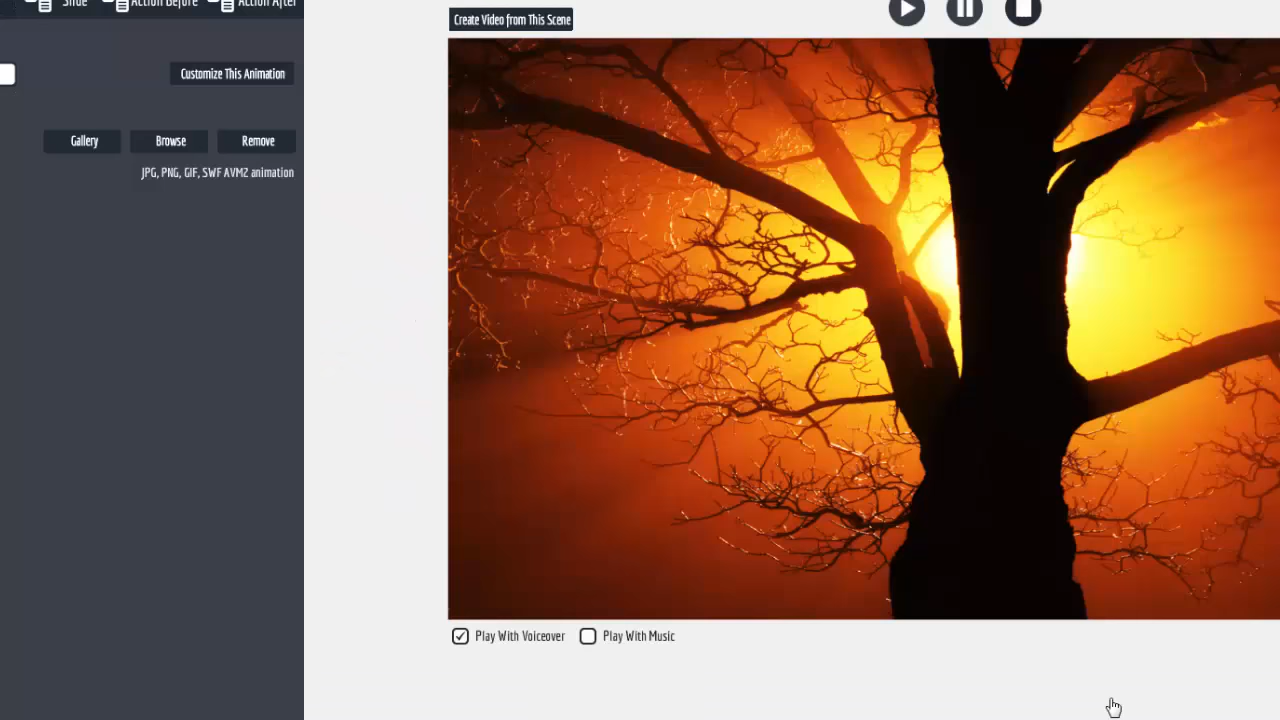 Slide Action Before Action After
Create Video from This Scene
Customize This Animation
Gallery Browse Remove
JPG, PNG, GIF, SWF AVM2 animation
Play With Voiceover Play With Music